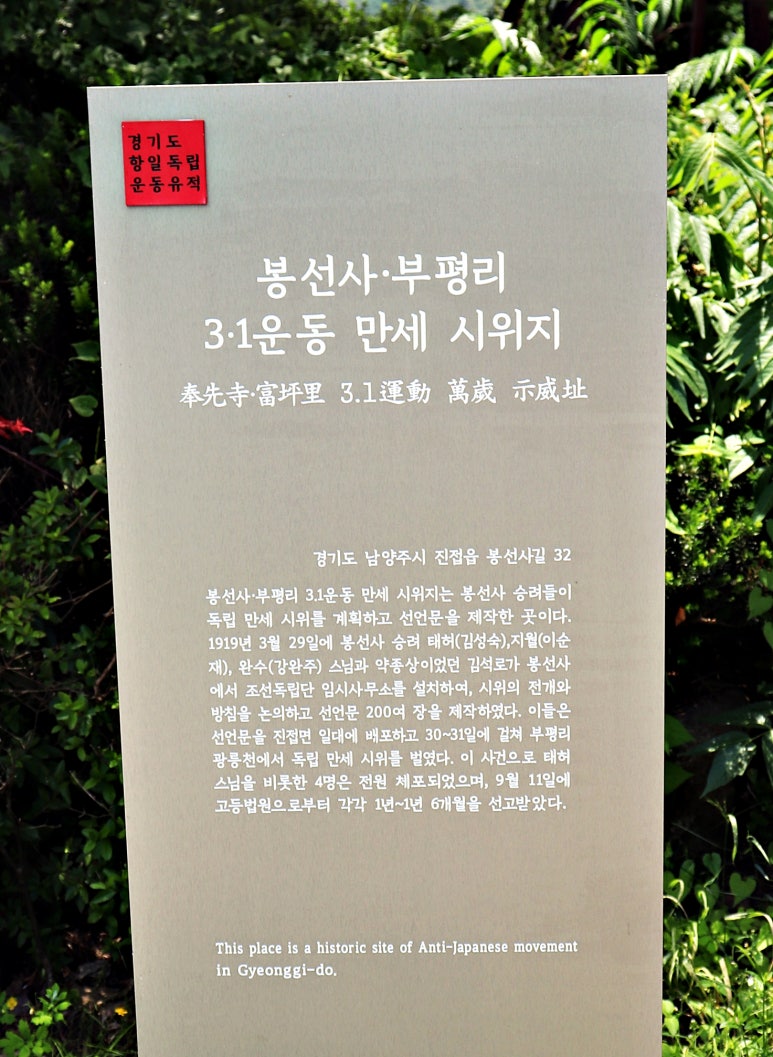 경기도
항일독립
운동유적
봉선사·부평리
3·1운동 만세 시위지
奉先寺·富坪里 3.1運動 萬歲 示威址
경기도 남양주시 진접읍 봉선사길 32
봉선사·부평리 3.1운동 만세 시위지는 봉선사 승려들이
독립 만세 시위를 계획하고 선언문을 제작한 곳이다.
1919년 3월 29일에 봉선사 승려 태허(김성숙),지월(이순
재), 완수(강완주) 스님과 약종상이었던 김석로가 봉선사
에서 조선독립단 임시사무소를 설치하여, 시위의 전개와
방침을 논의하고 선언문 200여 장을 제작하였다. 이들은
선언문을 진접면 일대에 배포하고 30~31일에 걸쳐 부평리
광릉천에서 독립 만세 시위를 벌였다. 이 사건으로 태허
스님을 비롯한 4명은 전원 체포되었으며, 9월 11일에
고등법원으로부터 각각 1년~1년 6개월을 선고받았다.
This place is a historic site of Anti-Japanese movement
in Gyeonggi-do.